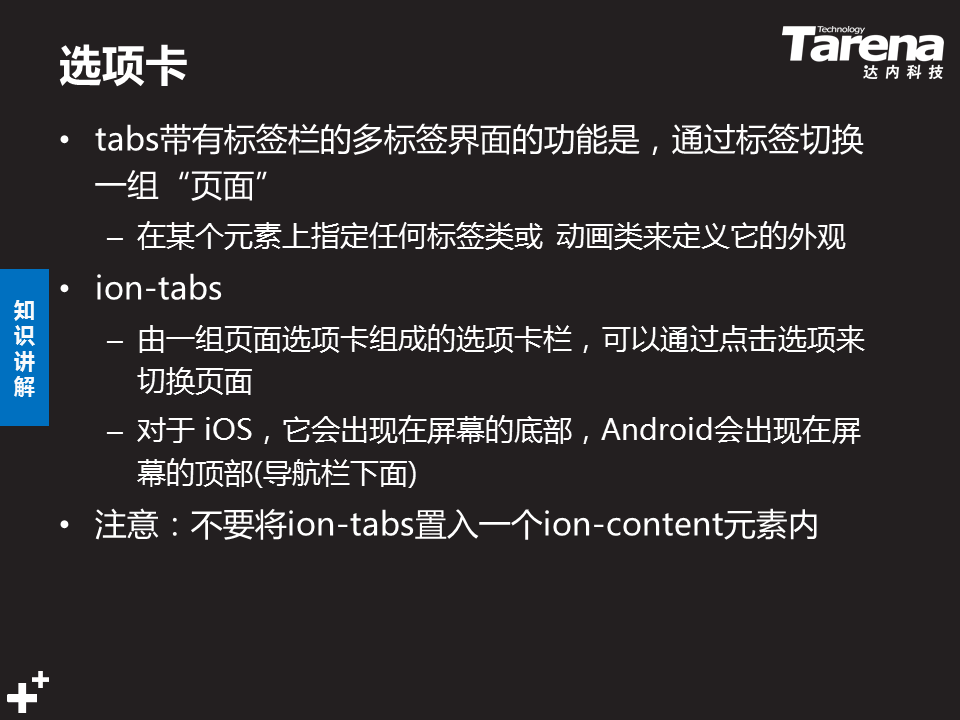 选项卡
Technology
Tarena
达内科技
• tabs带有标签栏的多标签界面的功能是，通过标签切换
一组“页面”
– 在某个元素上指定任何标签类或 动画类来定义它的外观
• ion-tabs
– 由一组页面选项卡组成的选项卡栏，可以通过点击选项来
切换页面
– 对于 iOS，它会出现在屏幕的底部，Android会出现在屏
幕的顶部(导航栏下面)
• 注意：不要将ion-tabs置入一个ion-content元素内
知
识
讲
解